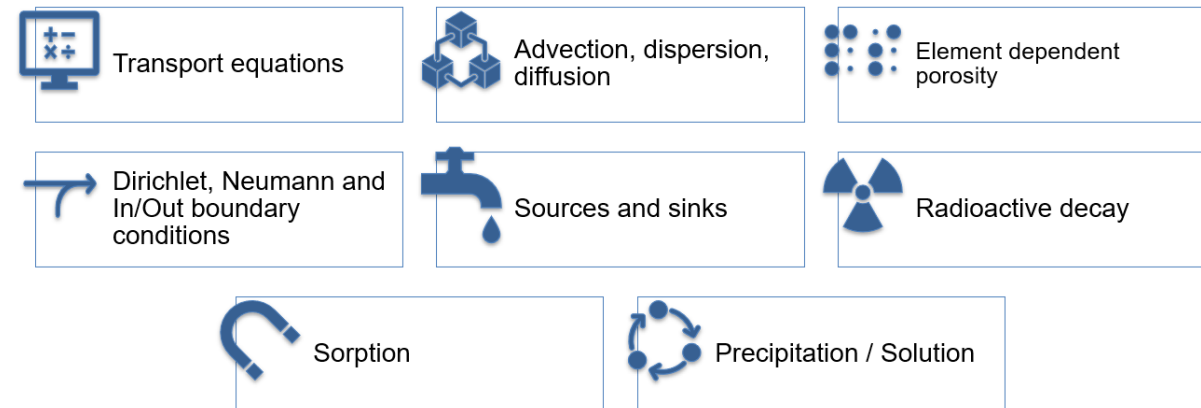 Transport equations
Advection, dispersion,
diffusion
Element dependent
porosity
Dirichlet, Neumann and
In/Out boundary
conditions
Sources and sinks
Radioactive decay
Sorption
Precipitation / Solution